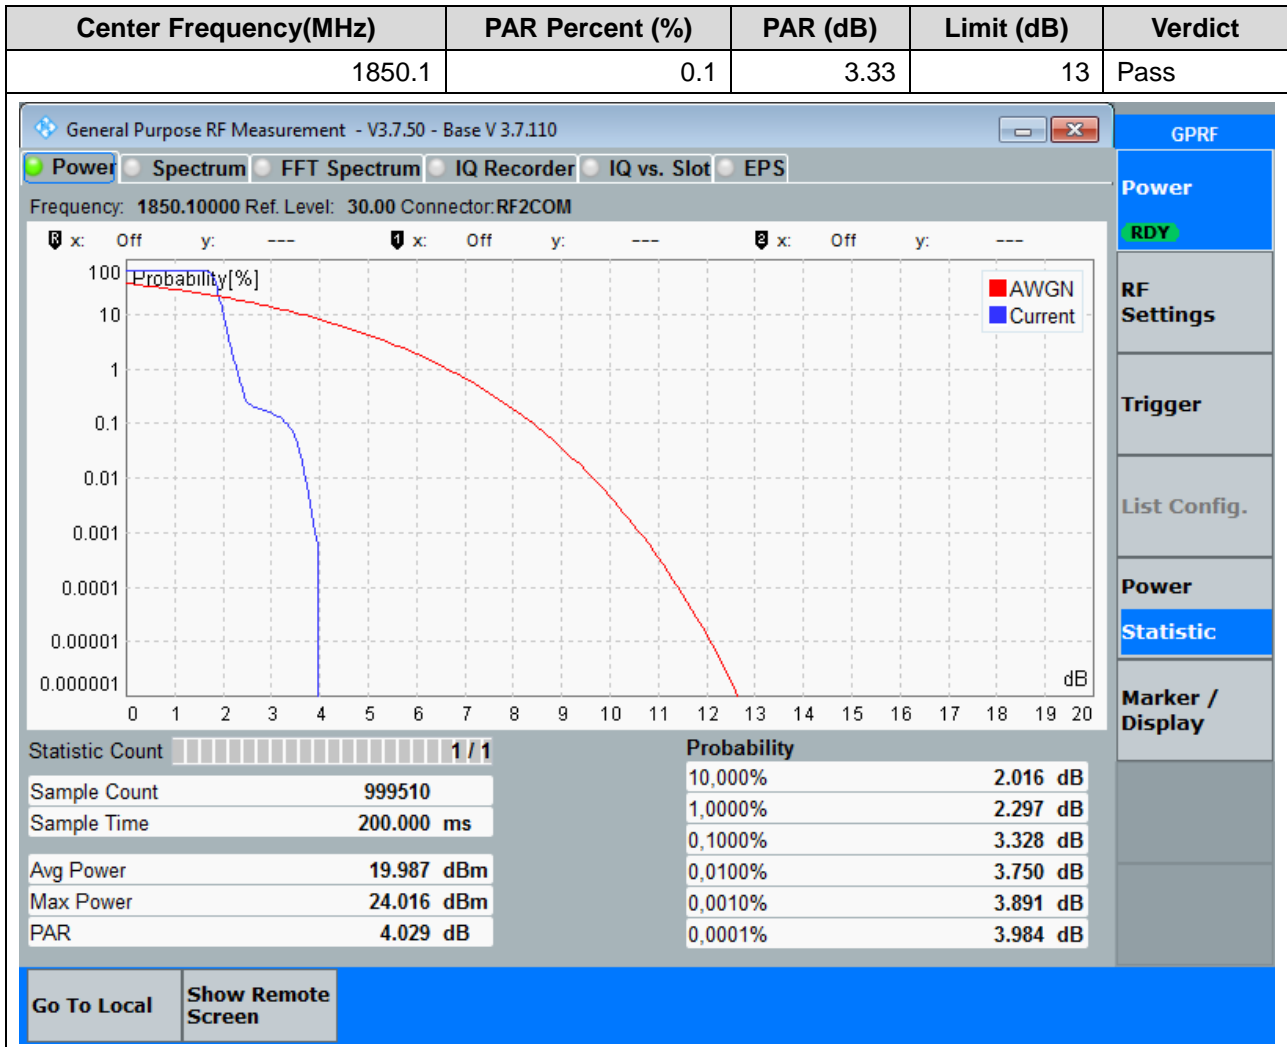 Center Frequency(MHz) PAR Percent (%) PAR (dB) Limit (dB) Verdict
1850.1 0.1 3.33 13 Pass
General Purpose RF Measurement - V3.7.50 - Base V 3.7.110
GPRF
Power Spectrum FFT Spectrum IQ Recorder IQ vs. Slot EPS
Power
RDY
Frequency: 1850.10000 Ref. Level: 30.00 Connector:RF2COM
R x: Off y: --- 1 x: Off y: --- 2 x: Off y: ---
Probability[%]
AWGN
Current
100
10
1
0.1
0.01
0.001
0.0001
0.00001
0.000001
dB
0 1 2 3 4 5 6 7 8 9 10 11 12 13 14 15 16 17 18 19 20
RF
Settings
Trigger
List Config.
Power
Statistic
Marker /
Display
Statistic Count 1 / 1
Sample Count 999510
Sample Time 200.000 ms
Avg Power 19.987 dBm
Max Power 24.016 dBm
PAR 4.029 dB
Probability
10,000% 2.016 dB
1,0000% 2.297 dB
0,1000% 3.328 dB
0,0100% 3.750 dB
0,0010% 3.891 dB
0,0001% 3.984 dB
Go To Local
Show Remote
Screen